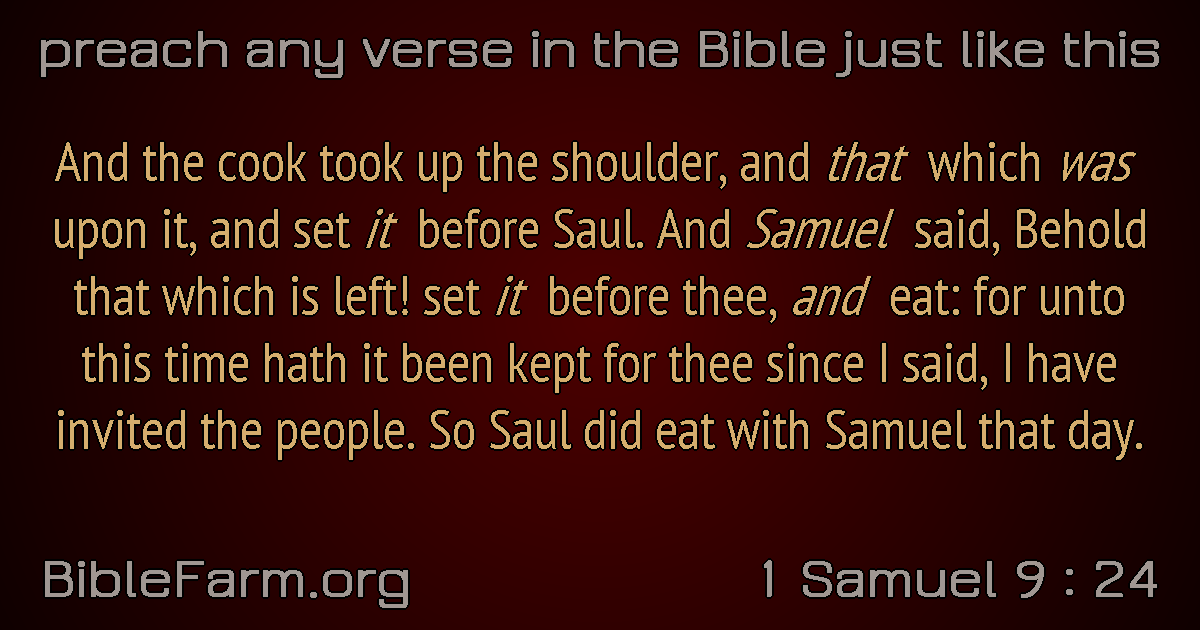 preach any verse in the Bible just like this
And the cook took up the shoulder, and that which was
upon it, and set it before Saul. And Samuel said, Behold
that which is left! set it before thee, and eat: for unto
this time hath it been kept for thee since I said, I have
invited the people. So Saul did eat with Samuel that day.
BibleFarm.org
1 Samuel 9 : 24